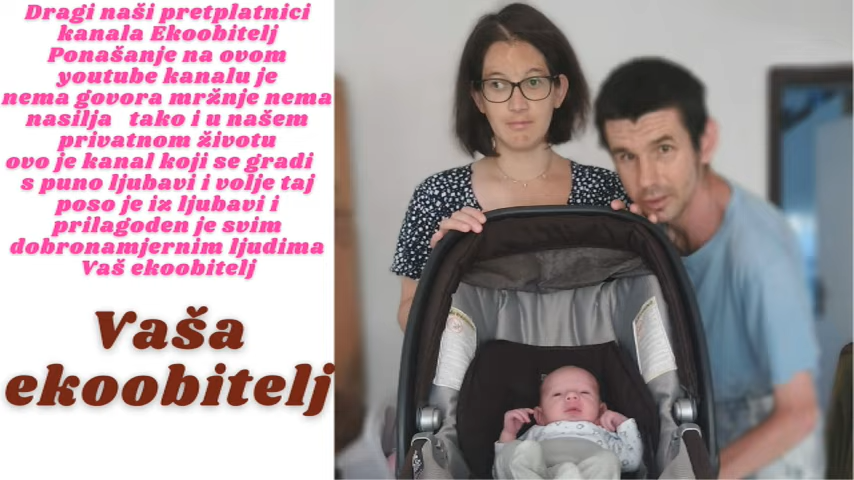 Dragi naši pretplatnici
kanala Ekoobitelj
Ponašanje na ovom
youtube kanalu je
nema govora mržnje nema
nasilja tako i u našem
privatnom životu
ovo je kanal koji se gradi
s puno ljubavi i volje taj
poso je iz ljubavi i
prilagođen je svim
dobronamjernim ljudima
Vaš ekoobitelj
Vaša
ekoobitelj